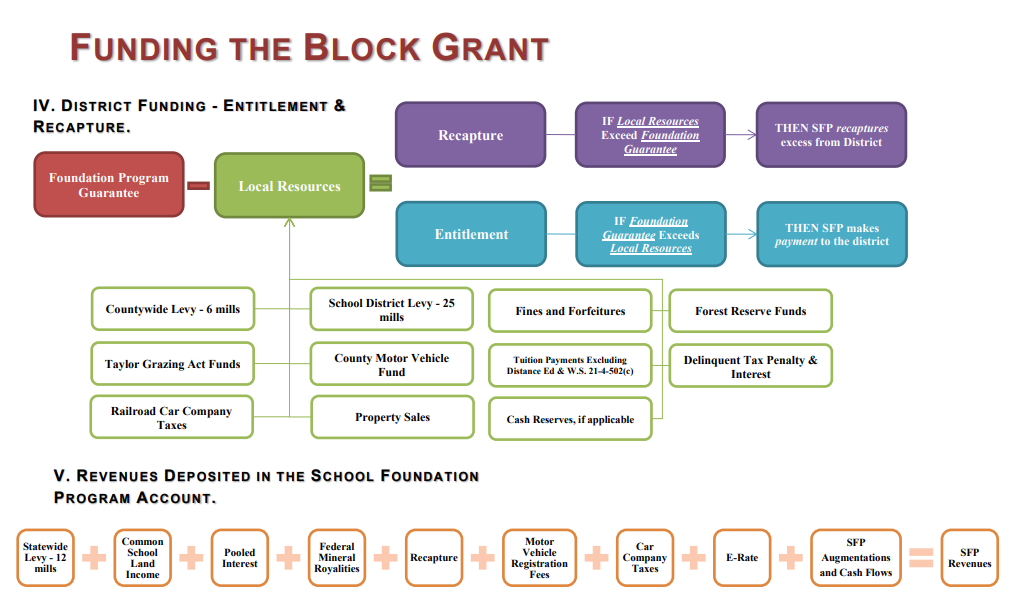 FUNDING THE BLOCK GRANT
IV. DISTRICT FUNDING - ENTITLEMENT &
RECAPTURE.
Foundation Program
Guarantee
Local Resources
Recapture
IF Local Resources
Exceed Foundation
Guarantee
THEN SFP recaptures
excess from District
Entitlement
IF Foundation
Guarantee Exceeds
Local Resources
THEN SFP makes
payment to the district
Countywide Levy - 6 mills
School District Levy - 25
mills
Fines and Forfeitures
Forest Reserve Funds
Taylor Grazing Act Funds
County Motor Vehicle
Fund
Tuition Payments Excluding
Distance Ed & W.S. 21-4-502(c)
Delinquent Tax Penalty &
Interest
Railroad Car Company
Taxes
Property Sales
Cash Reserves, if applicable
V. REVENUES DEPOSITED IN THE SCHOOL FOUNDATION
PROGRAM ACCOUNT.
Statewide
Levy - 12
mills
Common
School
Land
Income
Pooled
Interest
Federal
Mineral
Royalities
Recapture
Motor
Vehicle
Registration
Fees
Car
Company
Taxes
E-Rate
SFP
Augmentations
and Cash Flows
SFP
Revenues